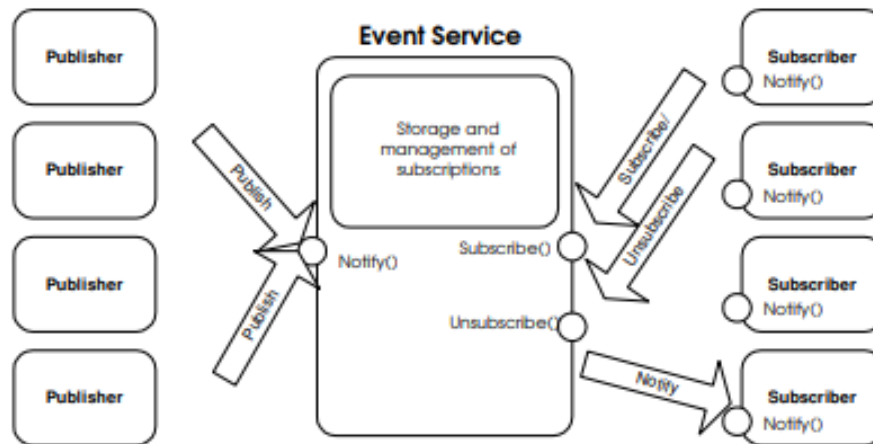 Event Service
Publisher
Publisher
Publisher
Publisher
Publish
Publish
Storage and
management of
subscriptions
Notify()
Subscribe()
Unsubscribe()
Subscribe/
Unsubscribe
Notify
Subscriber
Notify()
Subscriber
Notify()
Subscriber
Notify()
Subscriber
Notify()